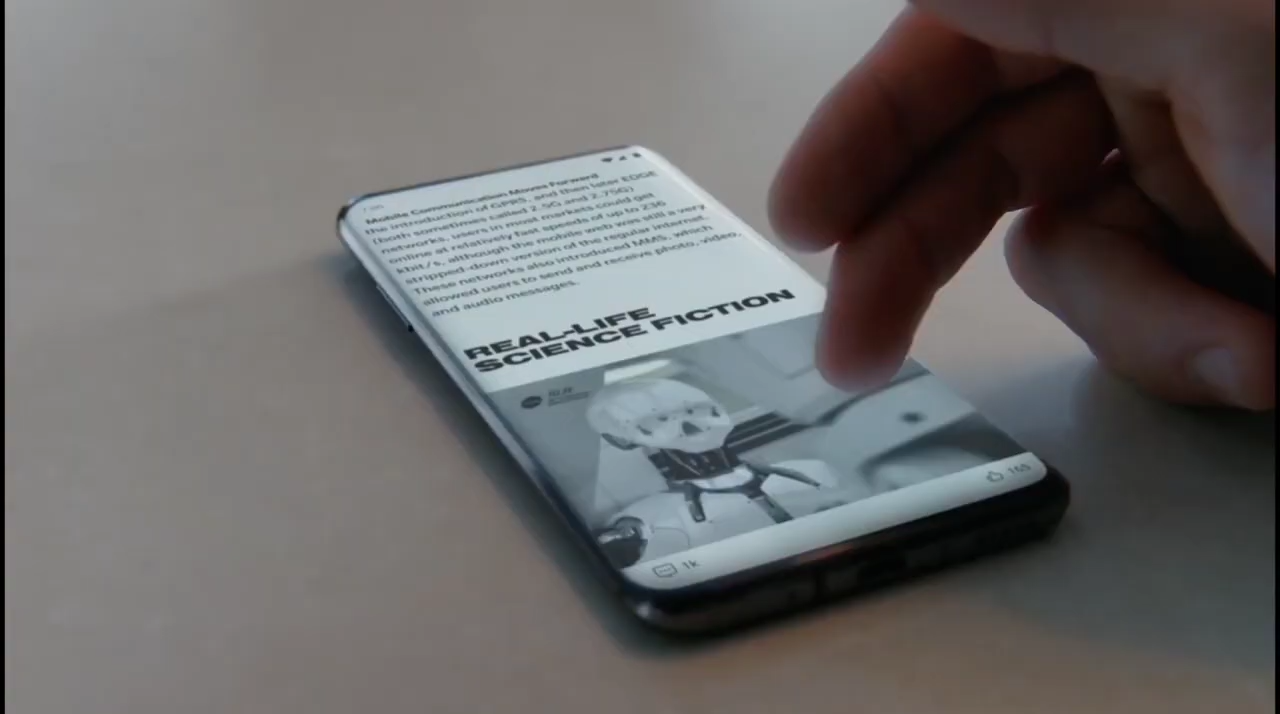 Mobile Communication Moves Forward
the introduction of GPRS, and then later EDGE
(both sometimes called 2.5G and 2.75G)
networks, users in most markets could get
online at relatively fast speeds of up to 236
kbit/s, although the mobile web was still a very
stripped-down version of the regular internet.
These networks also introduced MMS, which
allowed users to send and receive photo, video,
and audio messages.
REAL-LIFE
SCIENCE FICTION
1k
165